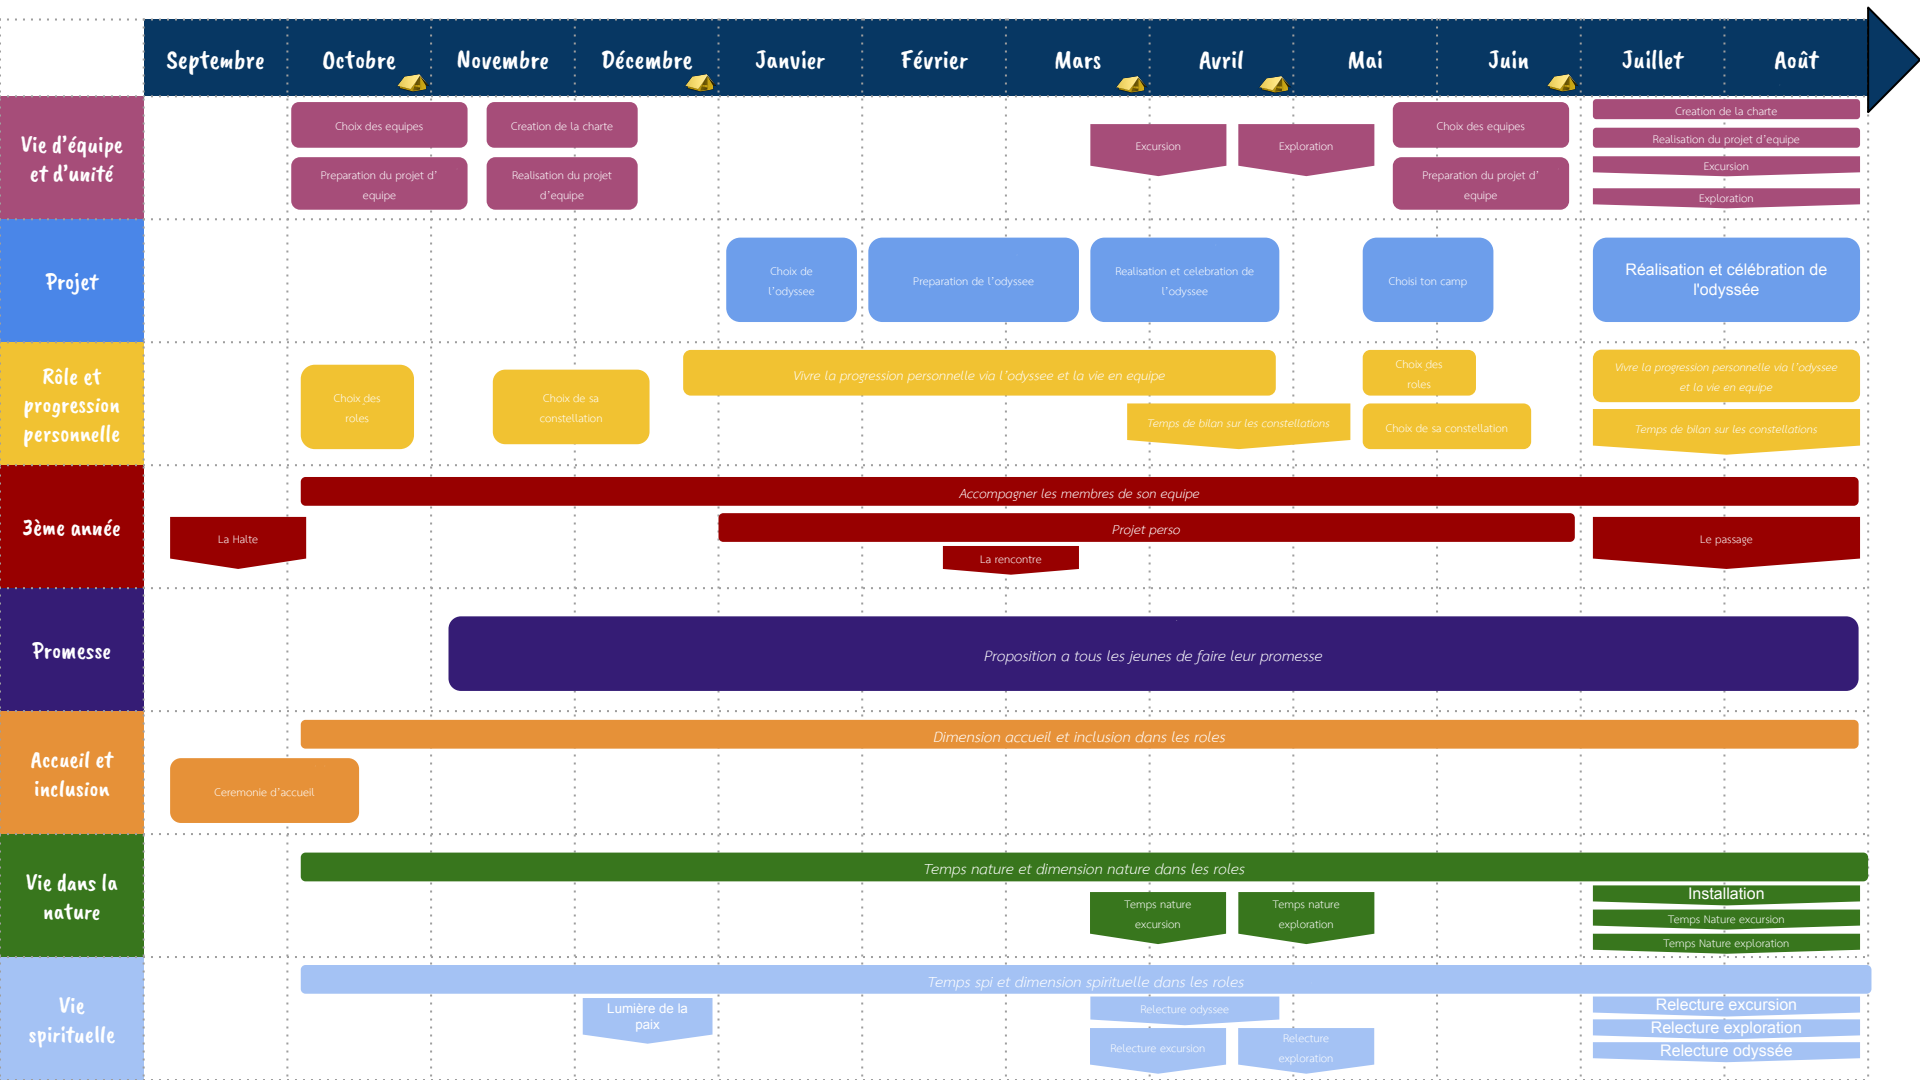 Septembre
Octobre
Novembre
Décembre
Janvier
Février
Mars
Avril
Mai
Juin
Juillet
Août
Vie d'équipe
et d'unité
Choix des equipes
Creation de la charte
Preparation du projet d'
equipe
Realisation du projet
d'equipe
Excursion
Exploration
Choix des equipes
Preparation du projet d'
equipe
Creation de la charte
Realisation du projet d'equipe
Excursion
Exploration
Projet
Choix de
l'odyssee
Preparation de l'odyssee
Realisation et celebration de
l'odyssee
Choisi ton camp
Réalisation et célébration de
l'odyssée
Rôle et
progression
personnelle
Choix des
roles
Choix de sa
constellation
Vivre la progression personnelle via l'odyssee et la vie en equipe
Temps de bilan sur les constellations
Choix des
roles
Choix de sa constellation
Vivre la progression personnelle via l'odyssee
et la vie en equipe
Temps de bilan sur les constellations
3ème année
Accompagner les membres de son equipe
La Halte
Projet perso
La rencontre
Le passage
Promesse
Proposition a tous les jeunes de faire leur promesse
Accueil et
inclusion
Dimension accueil et inclusion dans les roles
Ceremonie d'accueil
Vie dans la
nature
Temps nature et dimension nature dans les roles
Temps nature
excursion
Temps nature
exploration
Installation
Temps Nature excursion
Temps Nature exploration
Vie
spirituelle
Temps spi et dimension spirituelle dans les roles
Lumière de la
paix
Relecture odyssee
Relecture excursion
Relecture
exploration
Relecture excursion
Relecture exploration
Relecture odyssée